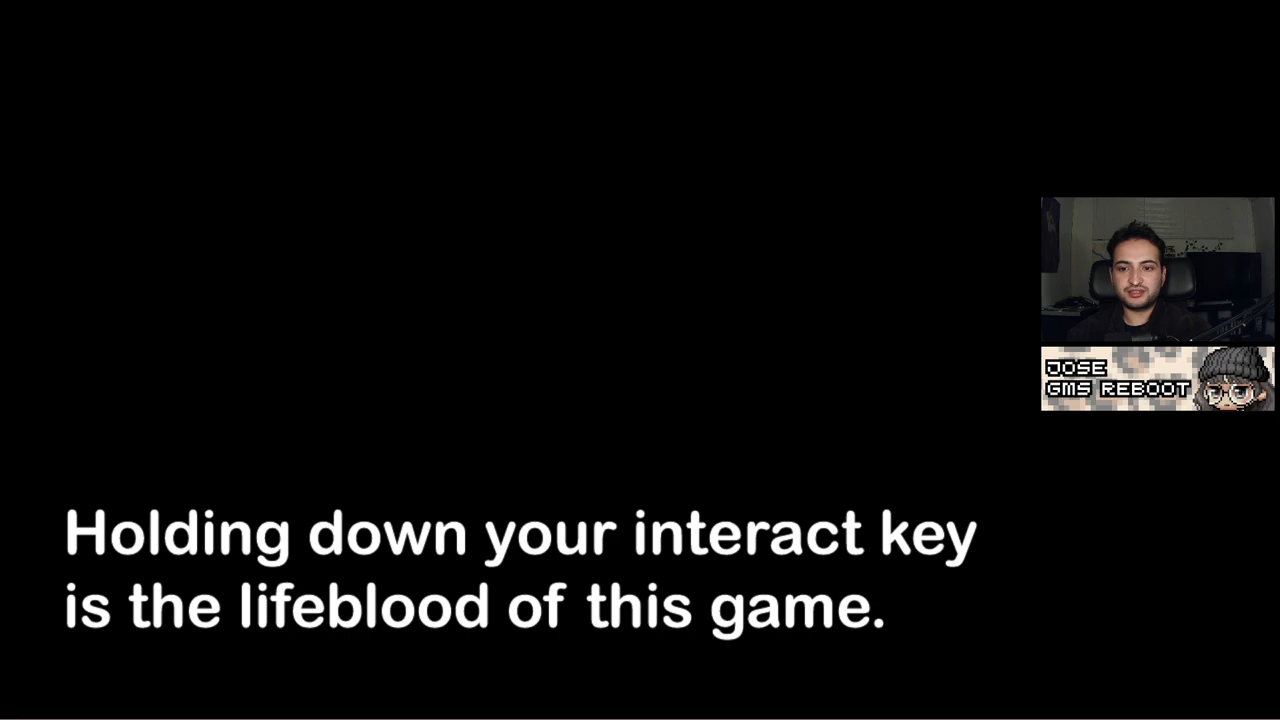 JOSE
GMS REBOOT
Holding down your interact key
is the lifeblood of this game.